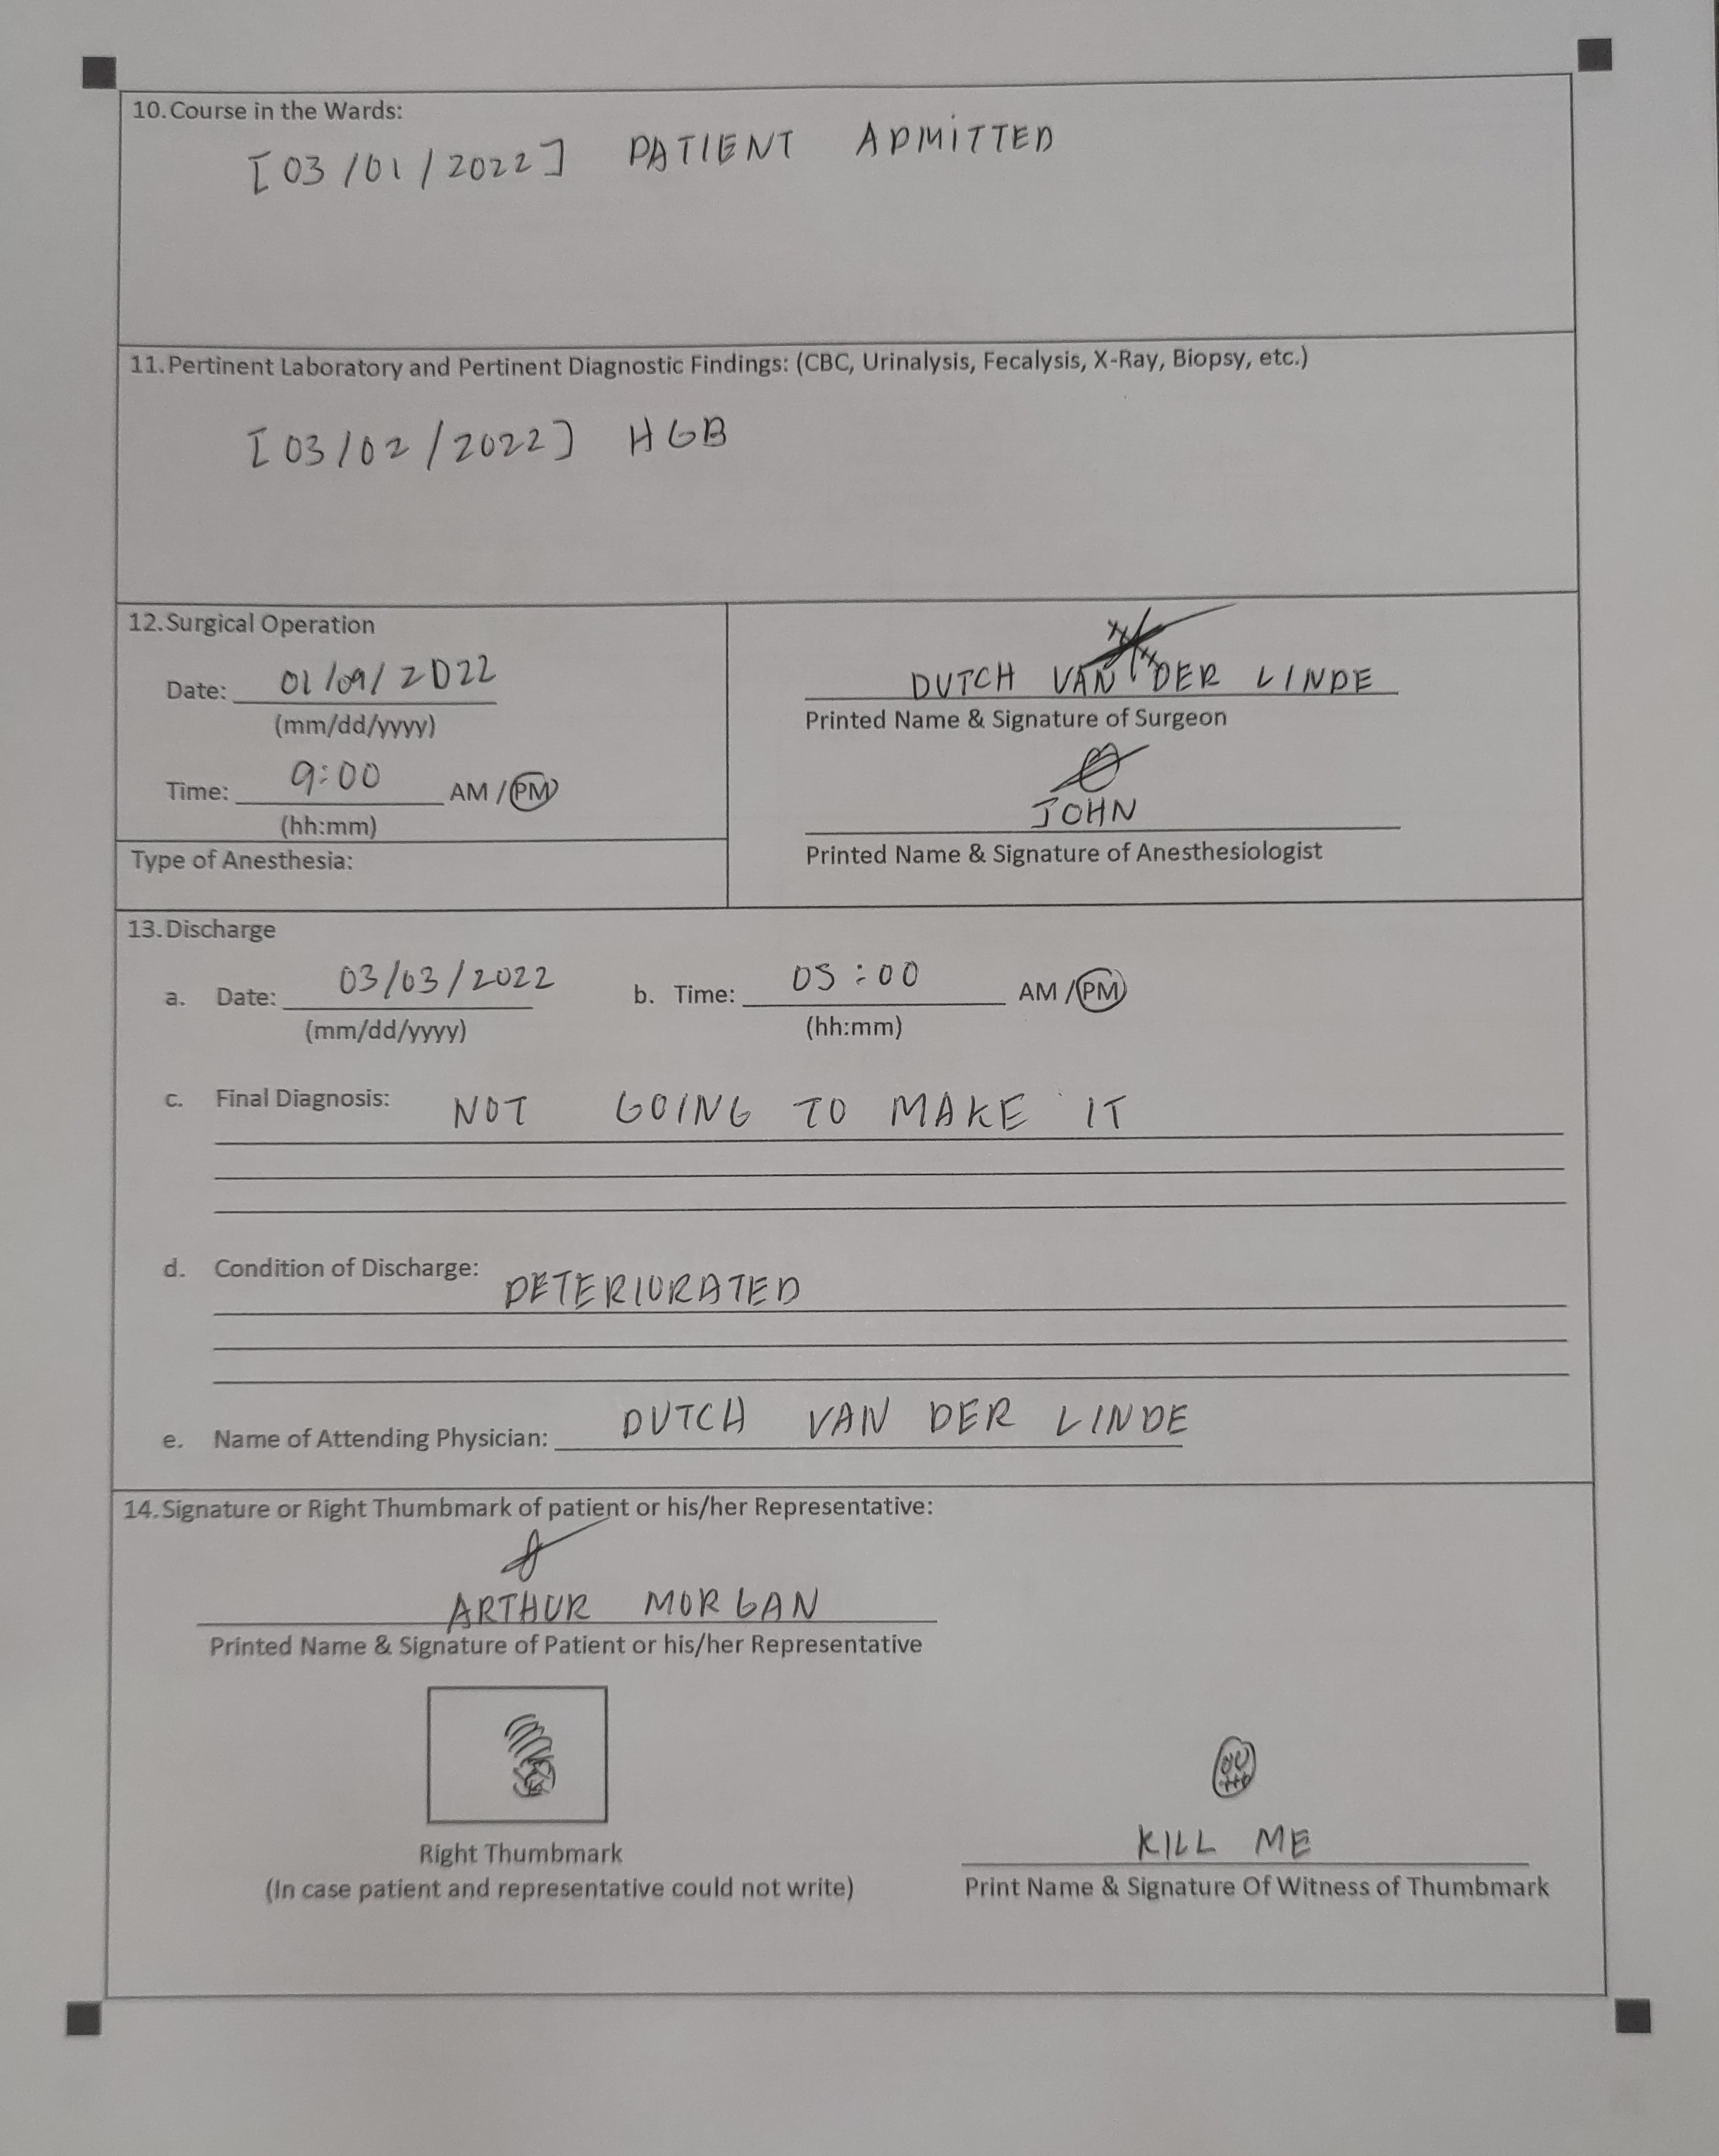 10. Course in the Wards:
[03/01/2022] PATIENT ADMITTED
11. Pertinent Laboratory and Pertinent Diagnostic Findings: (CBC, Urinalysis, Fecalysis, X-Ray, Biopsy, etc.)
[03/02/2022] HGB
12. Surgical Operation
Date: 01/09/2022
(mm/dd/yyyy)
Time: 9:00 AM / PM
(hh:mm)
Type of Anesthesia:
DUTCH VAN DER LINDE
Printed Name & Signature of Surgeon
JOHN
Printed Name & Signature of Anesthesiologist
13. Discharge
a. Date: 03/03/2022 b. Time: 05:00 AM / PM
(mm/dd/yyyy) (hh:mm)
c. Final Diagnosis: NOT GOING TO MAKE IT
d. Condition of Discharge: DETERIORATED
e. Name of Attending Physician: DUTCH VAN DER LINDE
14. Signature or Right Thumbmark of patient or his/her Representative:
ARTHUR MORGAN
Printed Name & Signature of Patient or his/her Representative
Right Thumbmark
(In case patient and representative could not write)
KILL ME
Print Name & Signature Of Witness of Thumbmark